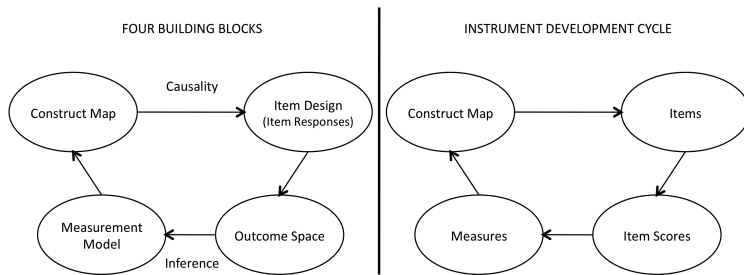 FOUR BUILDING BLOCKS
Causality
Construct Map
Item Design
(Item Responses)
Measurement
Model
Outcome Space
Inference
INSTRUMENT DEVELOPMENT CYCLE
Construct Map
Items
Measures
Item Scores